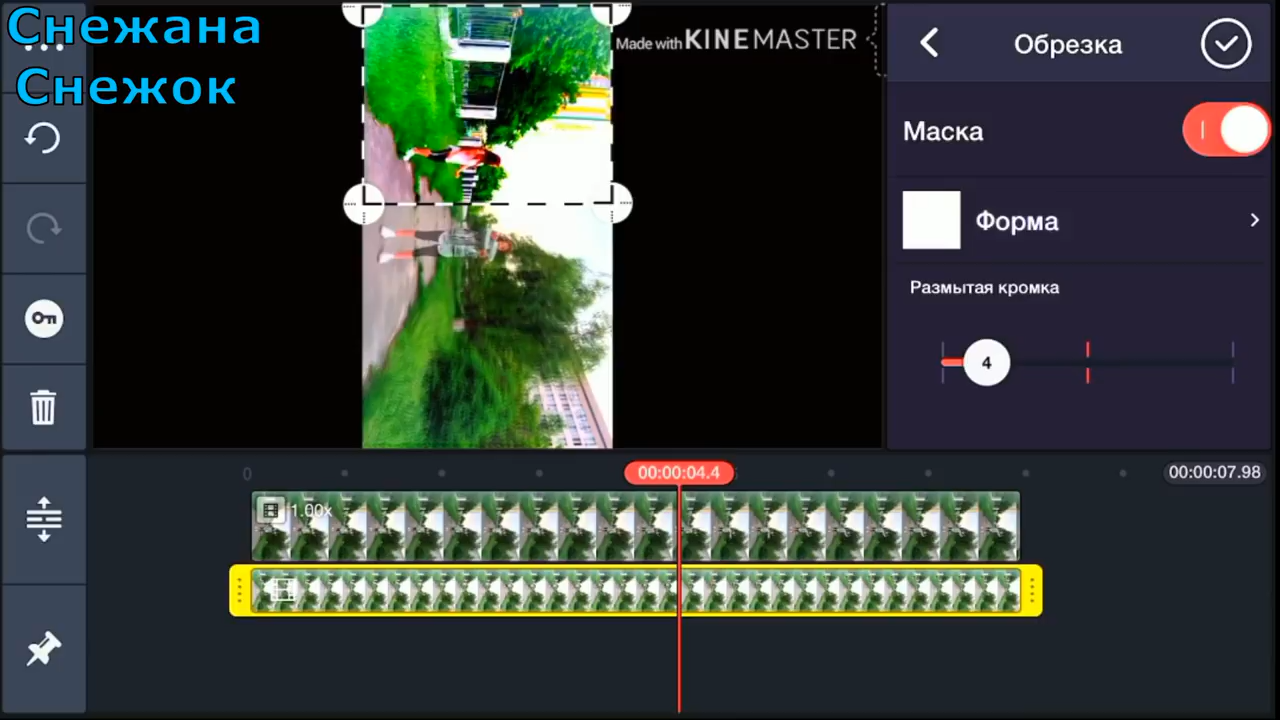 Снежана
Снежок
Made with KINEMASTER
Обрезка
Маска
Форма
Размытая кромка
4
0
00:00:04.4
00:00:07.98
1.00x